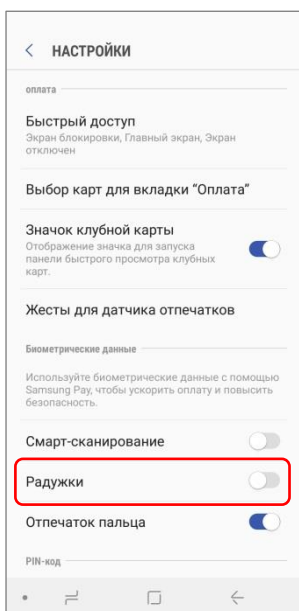 НАСТРОЙКИ
оплата
Быстрый доступ
Экран блокировки, Главный экран, Экран
отключен
Выбор карт для вкладки “Оплата”
Значок клубной карты
Отображение значка для запуска
панели быстрого просмотра клубных
карт.
Жесты для датчика отпечатков
Биометрические данные
Используйте биометрические данные с помощью
Samsung Pay, чтобы ускорить оплату и повысить
безопасность.
Смарт-сканирование
Радужки
Отпечаток пальца
PIN-код